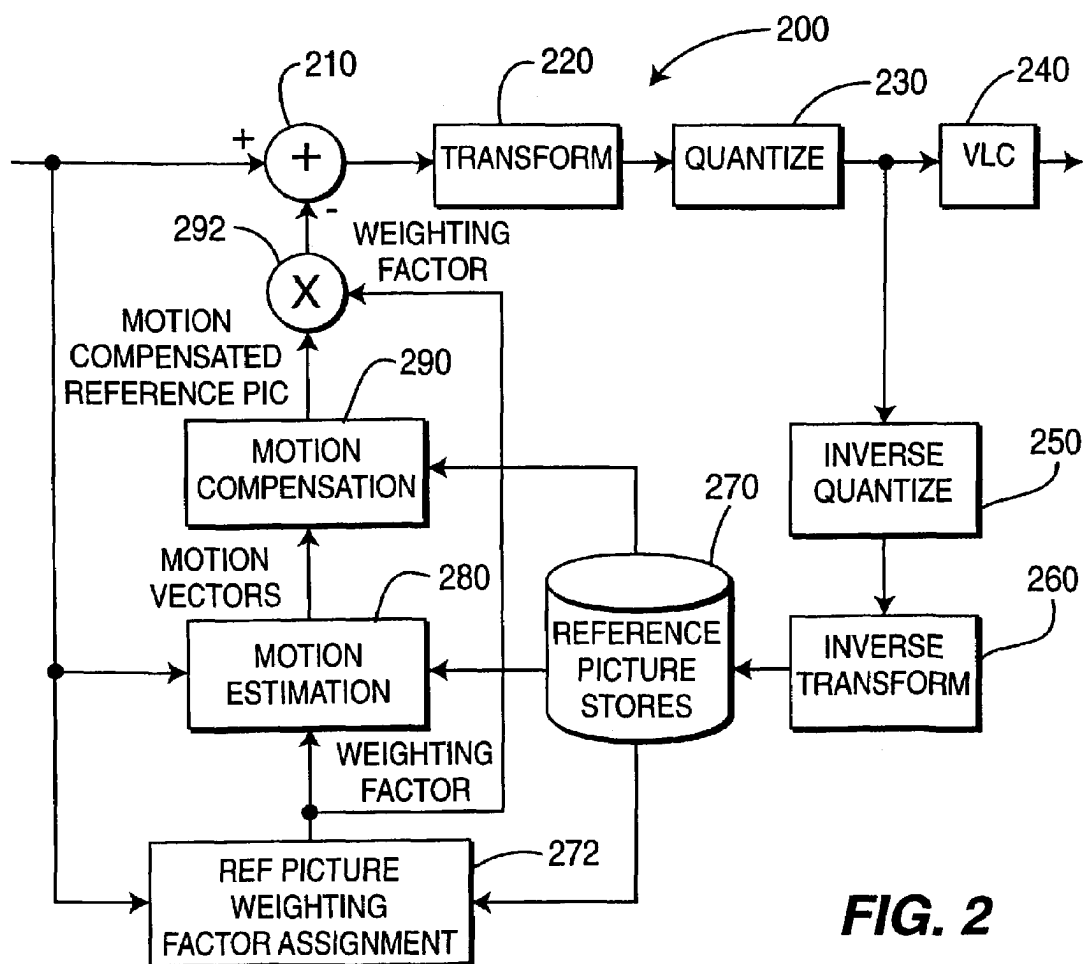 200
210
220
230
240
+
+
-
TRANSFORM
QUANTIZE
VLC
292
WEIGHTING
FACTOR
X
MOTION
COMPENSATED
REFERENCE PIC
290
MOTION
COMPENSATION
270
INVERSE
QUANTIZE
250
MOTION
VECTORS
280
MOTION
ESTIMATION
REFERENCE
PICTURE
STORES
260
INVERSE
TRANSFORM
WEIGHTING
FACTOR
REF PICTURE
WEIGHTING
FACTOR ASSIGNMENT
272
FIG. 2